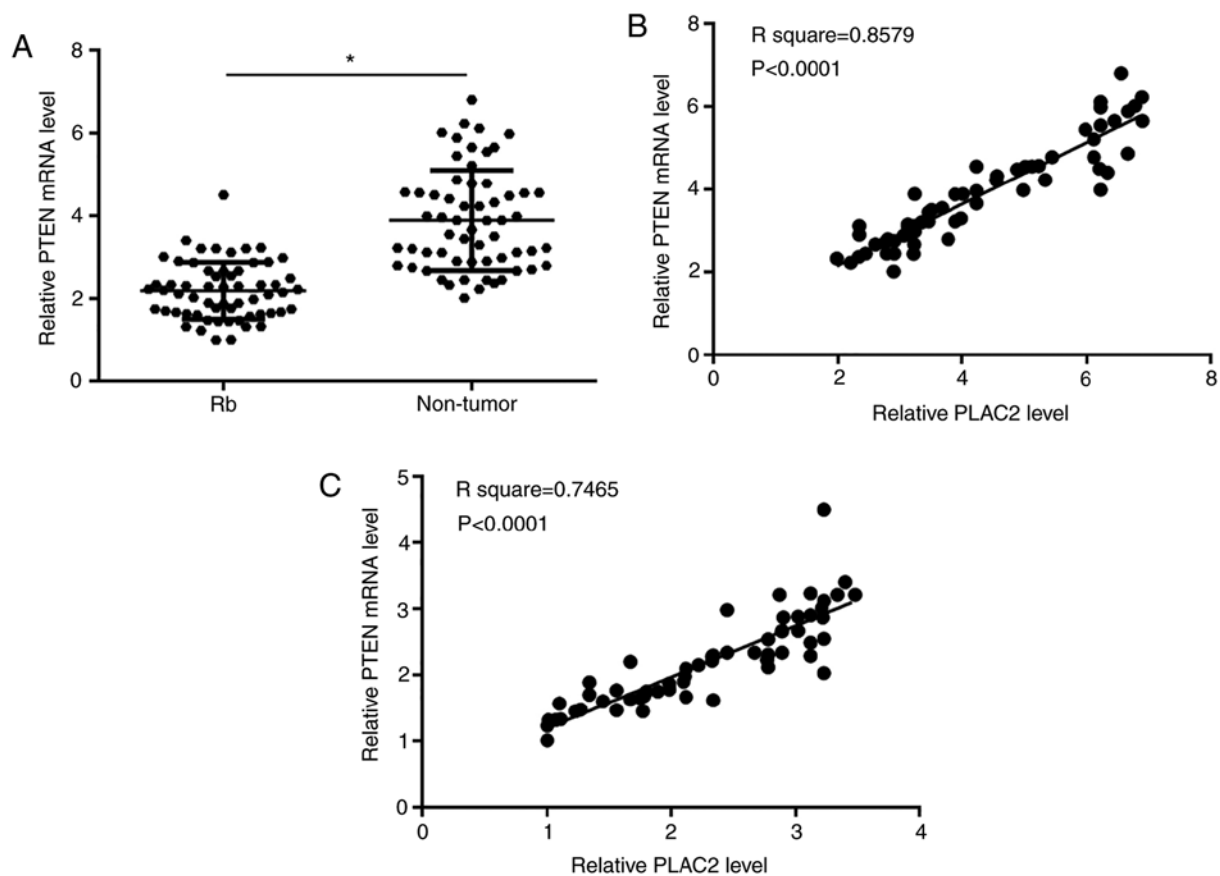 A
Relative PTEN mRNA level
8
6
4
2
0
*
Rb
Non-tumor
B
R square=0.8579
P<0.0001
Relative PTEN mRNA level
8
6
4
2
0
0 2 4 6 8
Relative PLAC2 level
C
R square=0.7465
P<0.0001
Relative PTEN mRNA level
5
4
3
2
1
0
0 1 2 3 4
Relative PLAC2 level